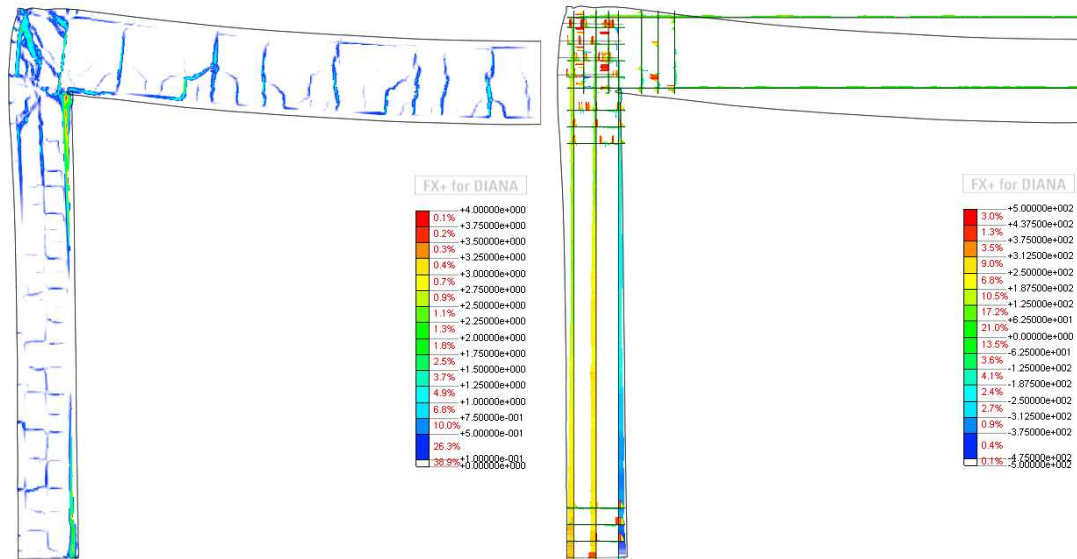 FX+ for DIANA
+4.00000e+000
0.1%
+3.75000e+000
0.2%
+3.50000e+000
0.3%
+3.25000e+000
0.4%
+3.00000e+000
0.7%
+2.75000e+000
0.9%
+2.50000e+000
1.1%
+2.25000e+000
1.3%
+2.00000e+000
1.8%
+1.75000e+000
2.5%
+1.50000e+000
3.7%
+1.25000e+000
4.9%
+1.00000e+000
6.8%
+7.50000e-001
10.0%
+5.00000e-001
26.3%
+1.00000e-001
38.9%
+0.00000e+000
FX+ for DIANA
+5.00000e+002
3.0%
+4.37500e+002
1.3%
+3.75000e+002
3.5%
+3.12500e+002
9.0%
+2.50000e+002
6.8%
+1.87500e+002
10.5%
+1.25000e+002
17.2%
+6.25000e+001
21.0%
+0.00000e+000
13.5%
-6.25000e+001
3.6%
-1.25000e+002
4.1%
-1.87500e+002
2.4%
-2.50000e+002
2.7%
-3.12500e+002
0.9%
-3.75000e+002
0.4%
-4.75000e+002
0.1%
-5.00000e+002